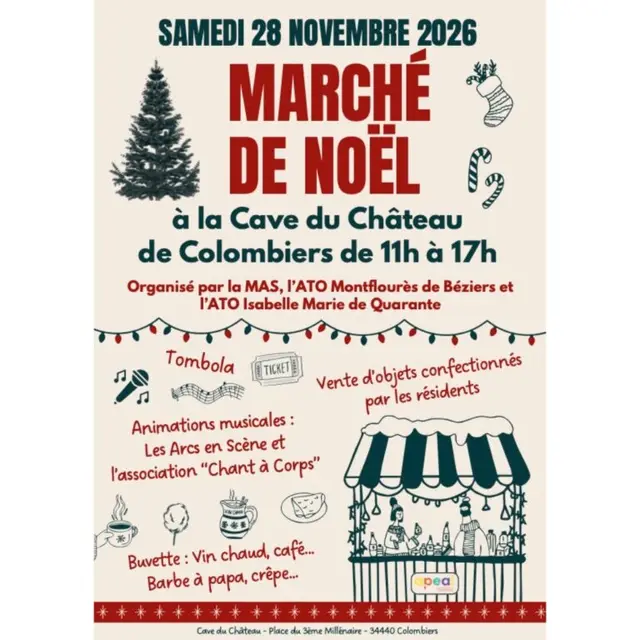 SAMEDI 28 NOVEMBRE 2026
MARCHÉ
DE NOËL
à la Cave du Château
de Colombiers de 11h à 17h
Organisé par la MAS, l'ATO Montflourès de Béziers et
l'ATO Isabelle Marie de Quarante
Tombola
TICKET
Vente d'objets confectionnés
par les résidents
Animations musicales :
Les Arcs en Scène et
l'association "Chant à Corps"
Buvette : Vin chaud, café...
Barbe à papa, crêpe...
apea
Cave du Château - Place du 3ème Millénaire - 34440 Colombiers